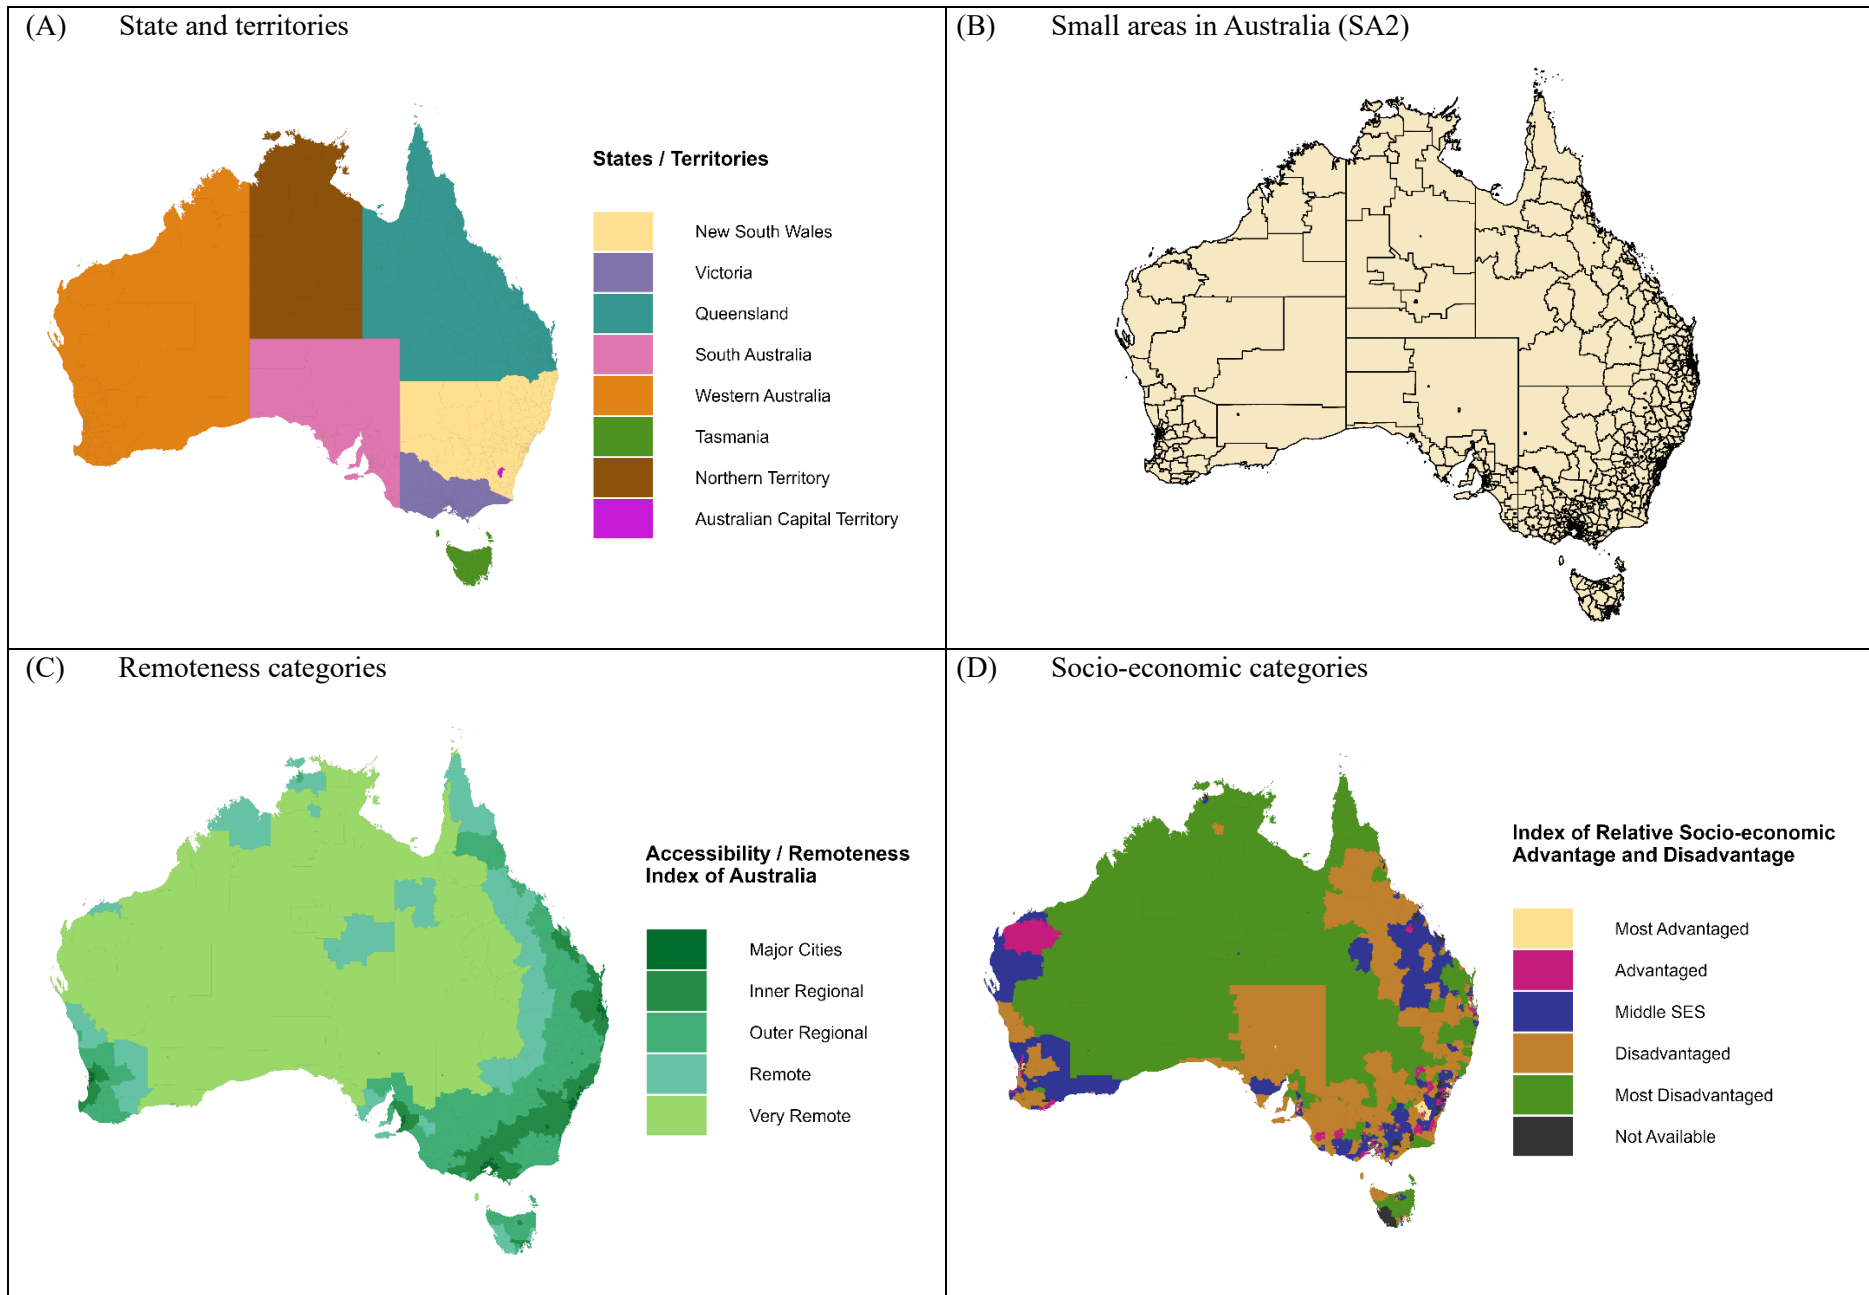 (A) State and territories
States / Territories
New South Wales
Victoria
Queensland
South Australia
Western Australia
Tasmania
Northern Territory
Australian Capital Territory
(B) Small areas in Australia (SA2)
(C) Remoteness categories
Accessibility / Remoteness
Index of Australia
Major Cities
Inner Regional
Outer Regional
Remote
Very Remote
(D) Socio-economic categories
Index of Relative Socio-economic
Advantage and Disadvantage
Most Advantaged
Advantaged
Middle SES
Disadvantaged
Most Disadvantaged
Not Available